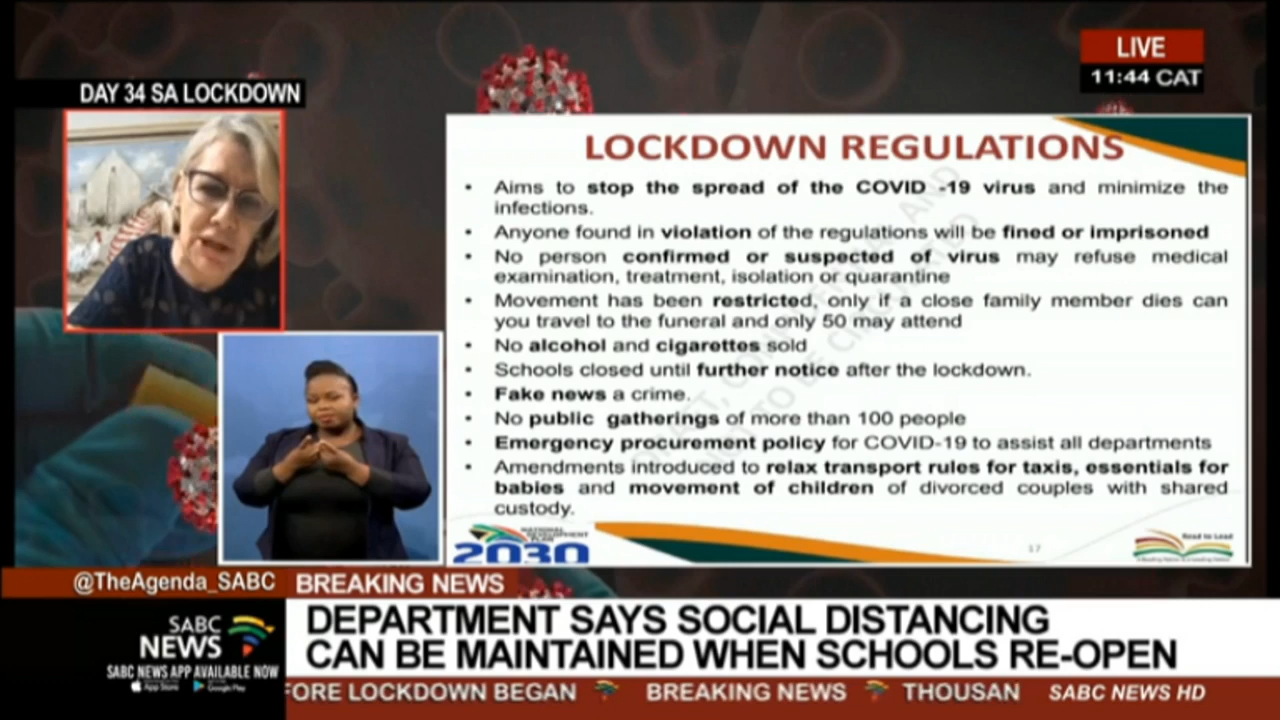 LIVE
11:44 CAT
DAY 34 SA LOCKDOWN
LOCKDOWN REGULATIONS
• Aims to stop the spread of the COVID -19 virus and minimize the
infections.
• Anyone found in violation of the regulations will be fined or imprisoned
• No person confirmed or suspected of virus may refuse medical
examination, treatment, isolation or quarantine
• Movement has been restricted, only if a close family member dies can
you travel to the funeral and only 50 may attend
• No alcohol and cigarettes sold
• Schools closed until further notice after the lockdown.
• Fake news a crime.
• No public gatherings of more than 100 people
• Emergency procurement policy for COVID-19 to assist all departments
• Amendments introduced to relax transport rules for taxis, essentials for
babies and movement of children of divorced couples with shared
custody.
NATIONAL
DEVELOPMENT
PLAN
2030
17
Read to Lead
@TheAgenda_SABC
BREAKING NEWS
SABC
NEWS
SABC NEWS APP AVAILABLE NOW
App Store
Google Play
DEPARTMENT SAYS SOCIAL DISTANCING
CAN BE MAINTAINED WHEN SCHOOLS RE-OPEN
FORE LOCKDOWN BEGAN BREAKING NEWS THOUSAN
SABC NEWS HD